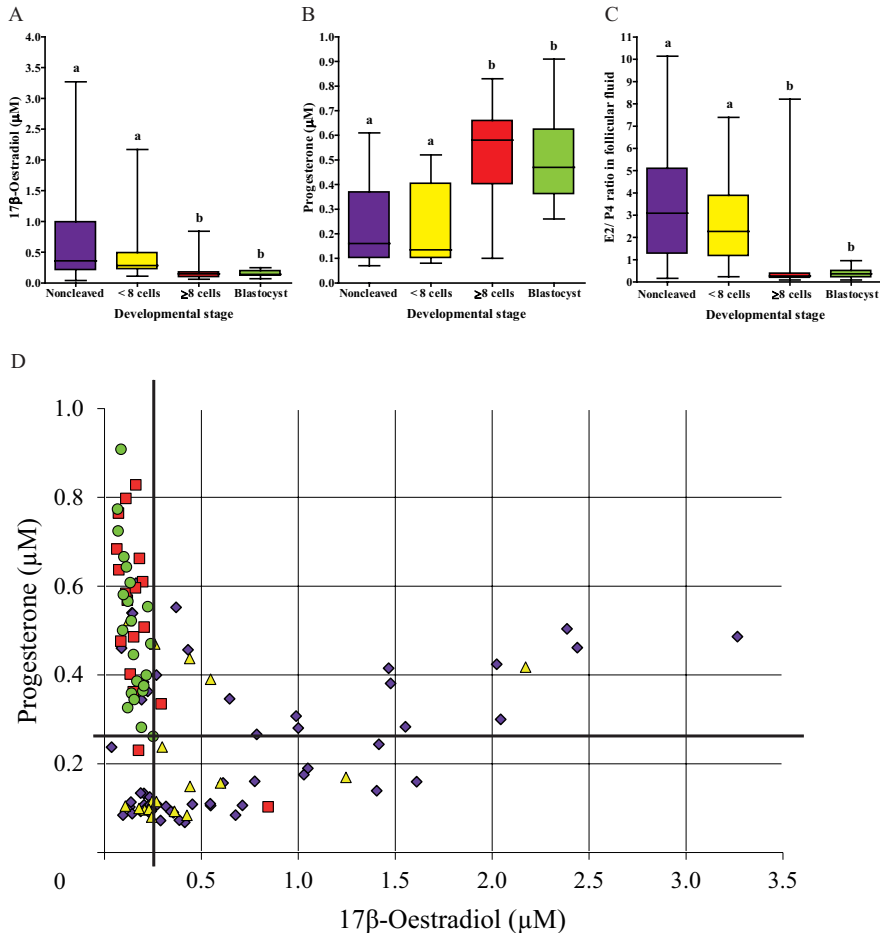 A
17β-Oestradiol (μM)
4.0
3.5
3.0
2.5
2.0
1.5
1.0
0.5
0.0
a
a
b
b
Noncleaved < 8 cells ≥8 cells Blastocyst
Developmental stage
B
Progesterone (μM)
1.0
0.9
0.8
0.7
0.6
0.5
0.4
0.3
0.2
0.1
0.0
a
a
b
b
Noncleaved < 8 cells ≥8 cells Blastocyst
Developmental stage
C
E2/ P4 ratio in follicular fluid
11
10
9
8
7
6
5
4
3
2
1
0
a
a
b
b
Noncleaved < 8 cells ≥8 cells Blastocyst
Developmental stage
D
Progesterone (μM)
1.0
0.8
0.6
0.4
0.2
0
0.5 1.0 1.5 2.0 2.5 3.0 3.5
17β-Oestradiol (μM)